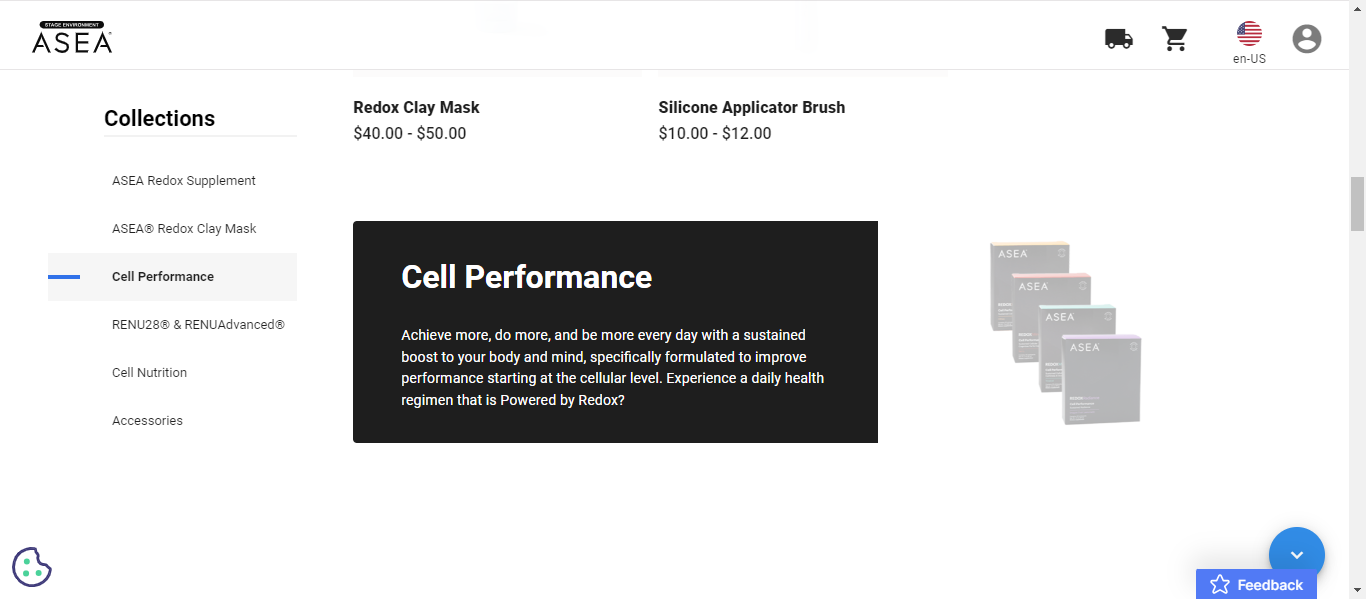 STAGE ENVIRONMENT
ASEA
en-US
Collections
ASEA Redox Supplement
ASEA® Redox Clay Mask
Cell Performance
RENU28® & RENUAdvanced®
Cell Nutrition
Accessories
Redox Clay Mask
$40.00 - $50.00
Silicone Applicator Brush
$10.00 - $12.00
Cell Performance
Achieve more, do more, and be more every day with a sustained
boost to your body and mind, specifically formulated to improve
performance starting at the cellular level. Experience a daily health
regimen that is Powered by Redox?
ASEA
ASEA
ASEA
ASEA
Feedback